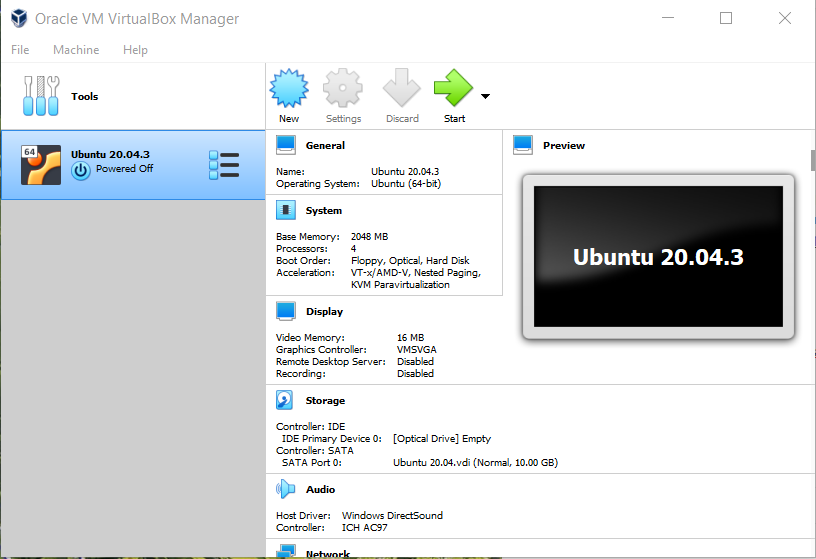 Oracle VM VirtualBox Manager
File Machine Help
Tools
New Settings Discard Start
64
Ubuntu 20.04.3
Powered Off
General
Name: Ubuntu 20.04.3
Operating System: Ubuntu (64-bit)
System
Base Memory: 2048 MB
Processors: 4
Boot Order: Floppy, Optical, Hard Disk
Acceleration: VT-x/AMD-V, Nested Paging,
KVM Paravirtualization
Preview
Ubuntu 20.04.3
Display
Video Memory: 16 MB
Graphics Controller: VMSVGA
Remote Desktop Server: Disabled
Recording: Disabled
Storage
Controller: IDE
IDE Primary Device 0: [Optical Drive] Empty
Controller: SATA
SATA Port 0: Ubuntu 20.04.vdi (Normal, 10.00 GB)
Audio
Host Driver: Windows DirectSound
Controller: ICH AC97
Network